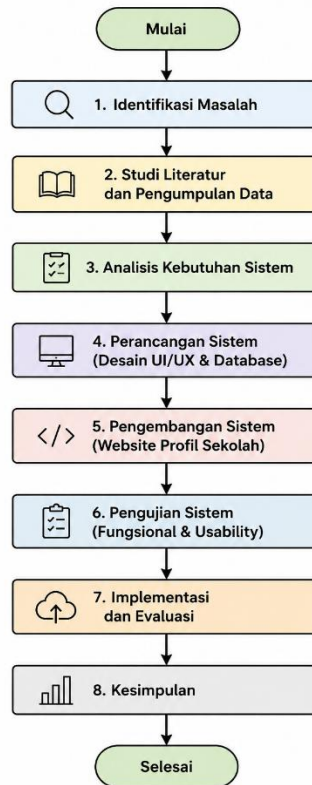 Mulai
1. Identifikasi Masalah
2. Studi Literatur
dan Pengumpulan Data
3. Analisis Kebutuhan Sistem
4. Perancangan Sistem
(Desain UI/UX & Database)
5. Pengembangan Sistem
(Website Profil Sekolah)
6. Pengujian Sistem
(Fungsional & Usability)
7. Implementasi
dan Evaluasi
8. Kesimpulan
Selesai